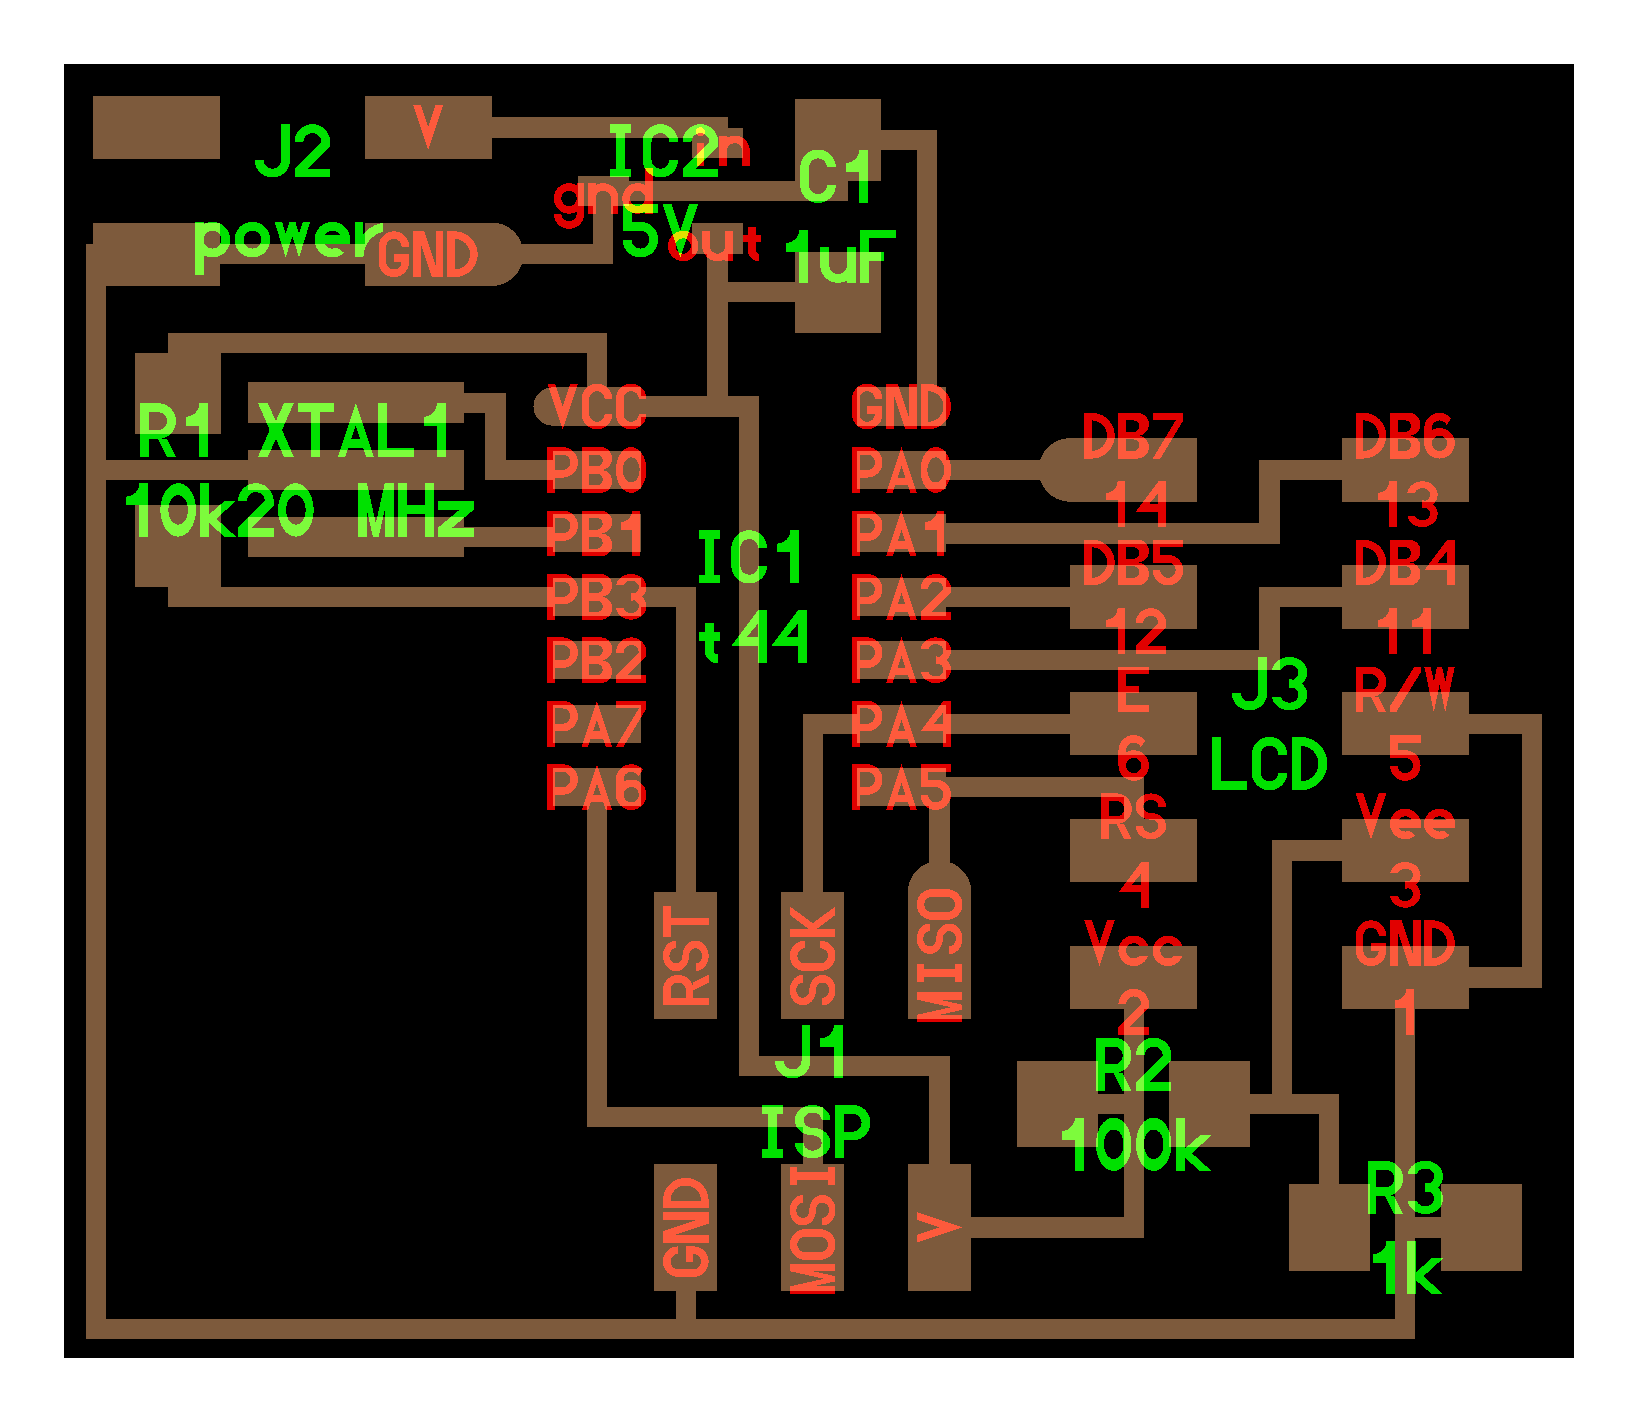 V
J2
power
GND
in
IC2
gnd
5V
out
C1
1uF
R1
10k
XTAL1
20 MHz
VCC
PB0
PB1
PB3
PB2
PA7
PA6
IC1
t44
GND
PA0
PA1
PA2
PA3
PA4
PA5
DB7
14
DB6
13
DB5
12
DB4
11
E
6
J3
LCD
R/W
5
RS
4
Vee
3
Vcc
2
GND
1
RST
SCK
MISO
J1
ISP
GND
MOSI
V
R2
100k
R3
1k